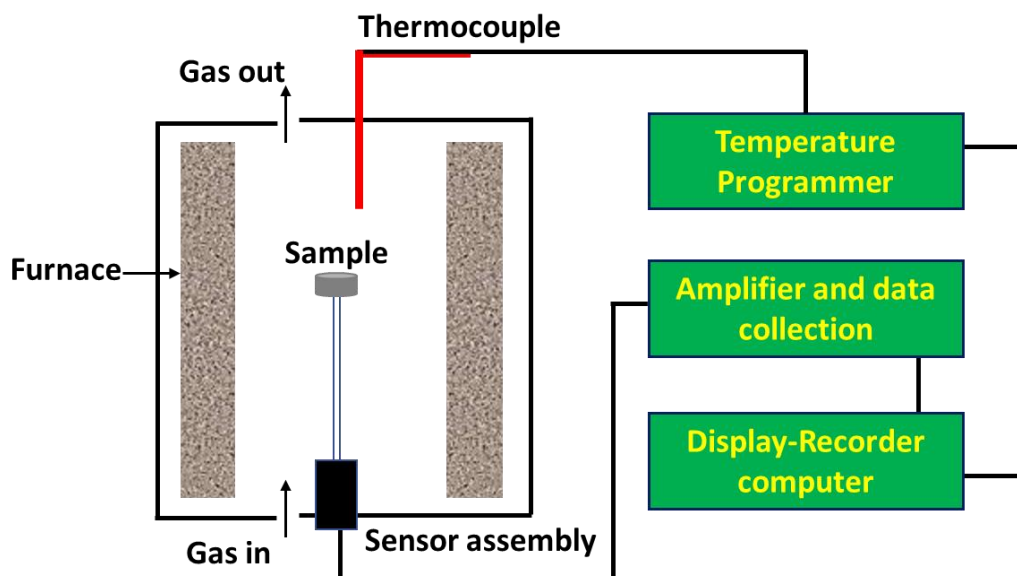 Thermocouple
Gas out
Temperature
Programmer
Sample
Furnace
Amplifier and data
collection
Display-Recorder
computer
Gas in
Sensor assembly